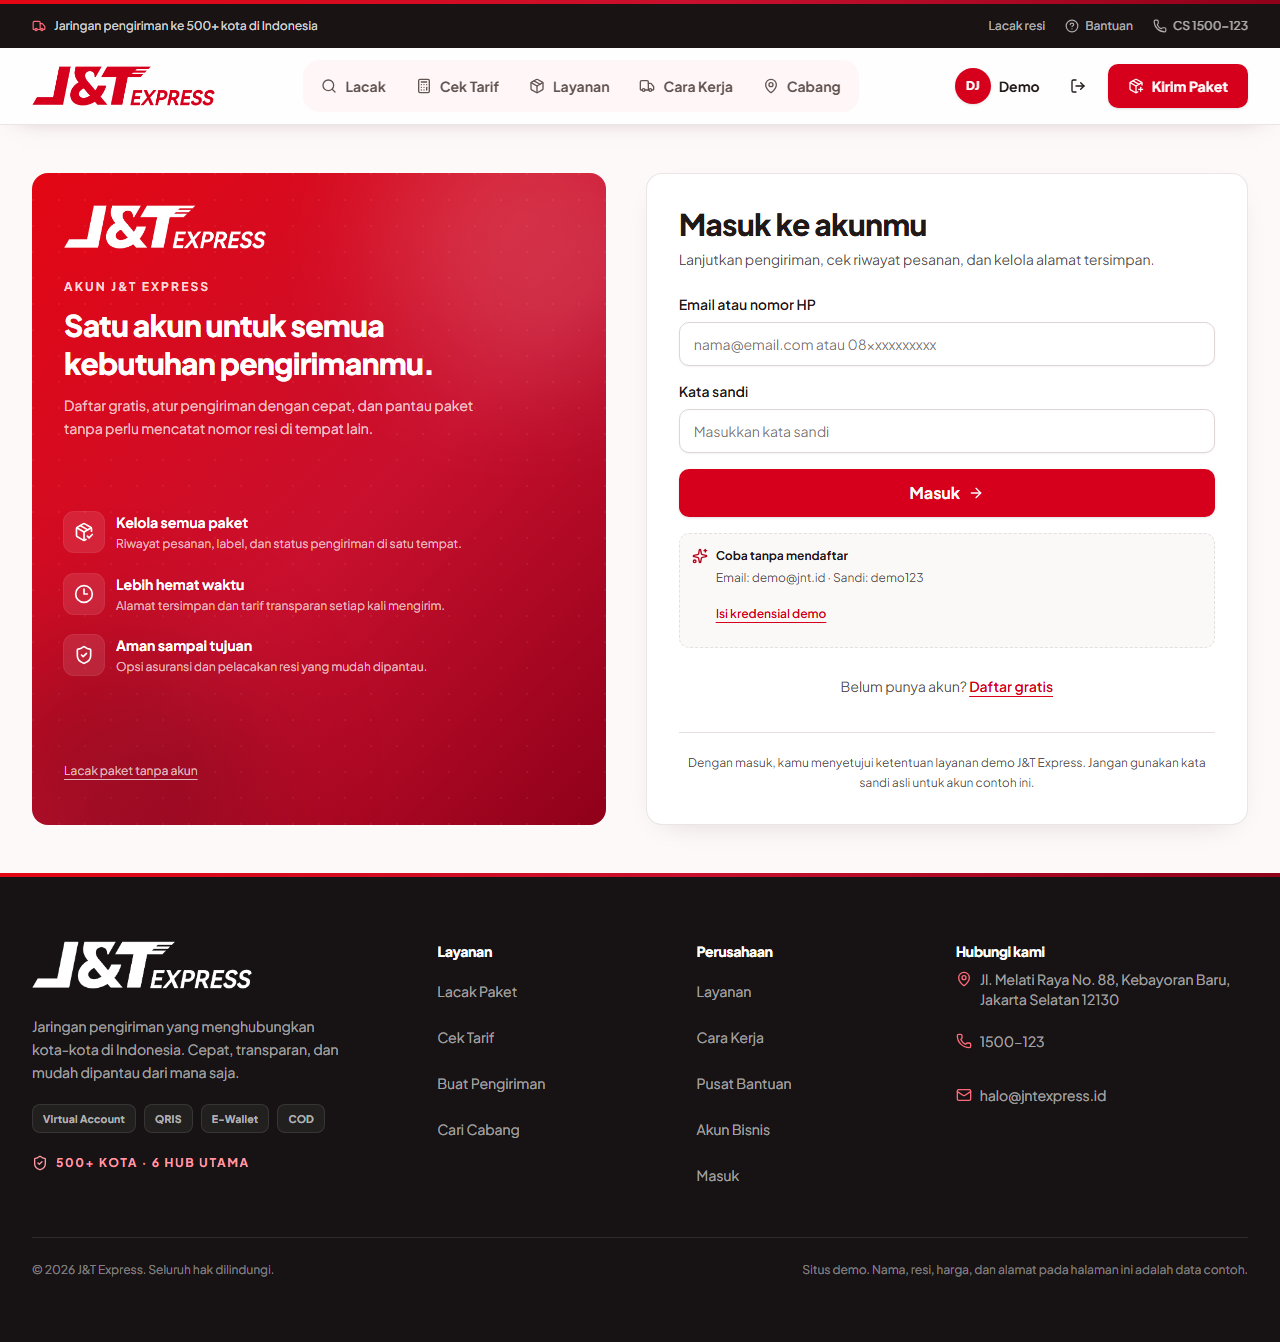 Jaringan pengiriman ke 500+ kota di Indonesia
Lacak resi
Bantuan
CS 1500-123
J&T EXPRESS
Lacak
Cek Tarif
Layanan
Cara Kerja
Cabang
DJ
Demo
Kirim Paket
J&T EXPRESS
AKUN J&T EXPRESS
Satu akun untuk semua
kebutuhan pengirimanmu.
Daftar gratis, atur pengiriman dengan cepat, dan pantau paket
tanpa perlu mencatat nomor resi di tempat lain.
Kelola semua paket
Riwayat pesanan, label, dan status pengiriman di satu tempat.
Lebih hemat waktu
Alamat tersimpan dan tarif transparan setiap kali mengirim.
Aman sampai tujuan
Opsi asuransi dan pelacakan resi yang mudah dipantau.
Lacak paket tanpa akun
Masuk ke akunmu
Lanjutkan pengiriman, cek riwayat pesanan, dan kelola alamat tersimpan.
Email atau nomor HP
nama@email.com atau 08xxxxxxxxxx
Kata sandi
Masukkan kata sandi
Masuk
Coba tanpa mendaftar
Email: demo@jnt.id · Sandi: demo123
Isi kredensial demo
Belum punya akun? Daftar gratis
Dengan masuk, kamu menyetujui ketentuan layanan demo J&T Express. Jangan gunakan kata
sandi asli untuk akun contoh ini.
J&T EXPRESS
Jaringan pengiriman yang menghubungkan
kota-kota di Indonesia. Cepat, transparan, dan
mudah dipantau dari mana saja.
Virtual Account
QRIS
E-Wallet
COD
500+ KOTA · 6 HUB UTAMA
Layanan
Lacak Paket
Cek Tarif
Buat Pengiriman
Cari Cabang
Perusahaan
Layanan
Cara Kerja
Pusat Bantuan
Akun Bisnis
Masuk
Hubungi kami
Jl. Melati Raya No. 88, Kebayoran Baru,
Jakarta Selatan 12130
1500-123
halo@jntexpress.id
© 2026 J&T Express. Seluruh hak dilindungi.
Situs demo. Nama, resi, harga, dan alamat pada halaman ini adalah data contoh.